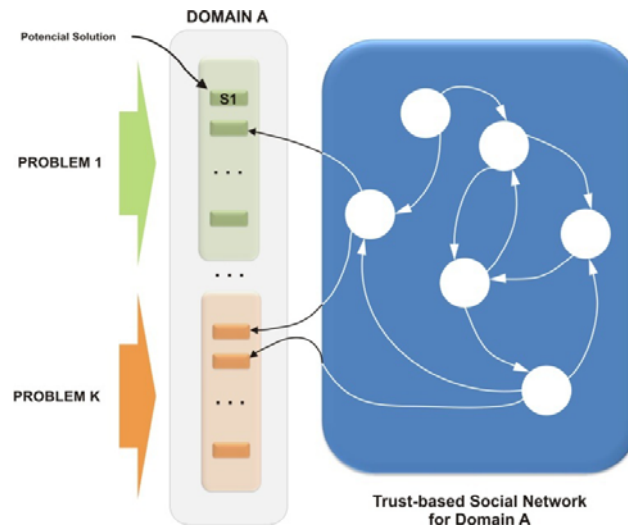 DOMAIN A
Potencial Solution
S1
PROBLEM 1
. . .
. . .
PROBLEM K
. . .
Trust-based Social Network
for Domain A